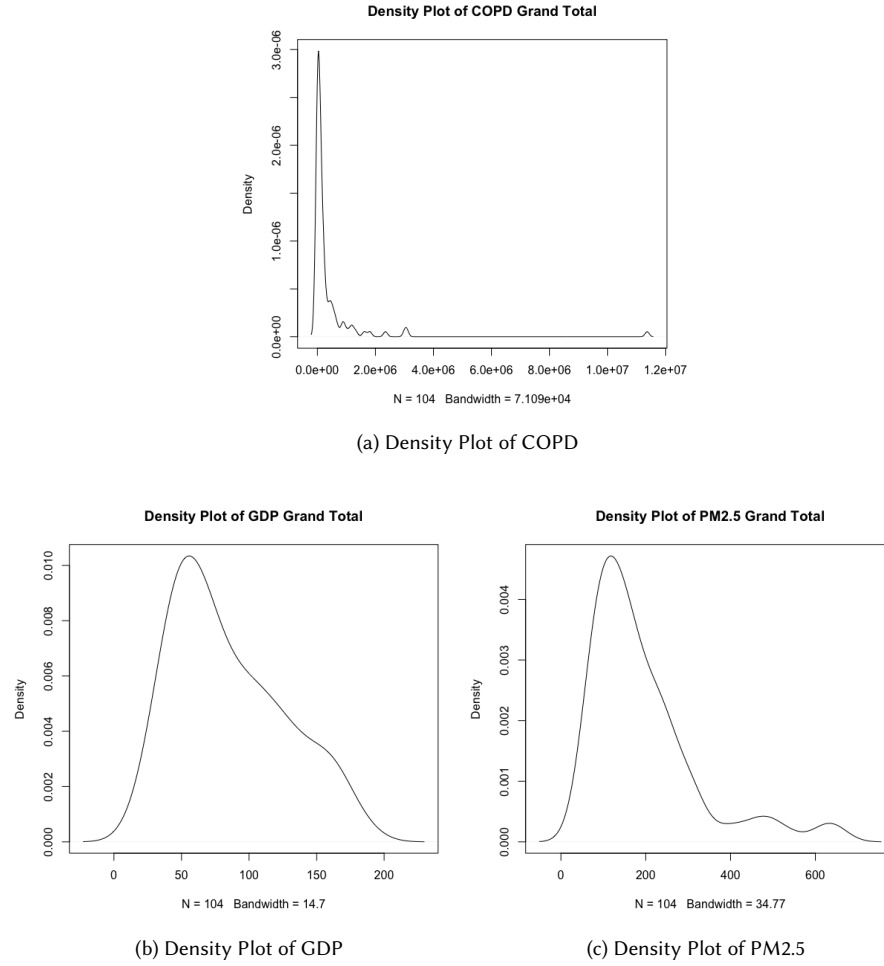 Density Plot of COPD Grand Total
Density
0.0e+00 1.0e-06 2.0e-06 3.0e-06
0.0e+00 2.0e+06 4.0e+06 6.0e+06 8.0e+06 1.0e+07 1.2e+07
N = 104 Bandwidth = 7.109e+04
(a) Density Plot of COPD
Density Plot of GDP Grand Total
Density
0.000 0.002 0.004 0.006 0.008 0.010
0 50 100 150 200
N = 104 Bandwidth = 14.7
(b) Density Plot of GDP
Density Plot of PM2.5 Grand Total
Density
0.000 0.001 0.002 0.003 0.004
0 200 400 600
N = 104 Bandwidth = 34.77
(c) Density Plot of PM2.5